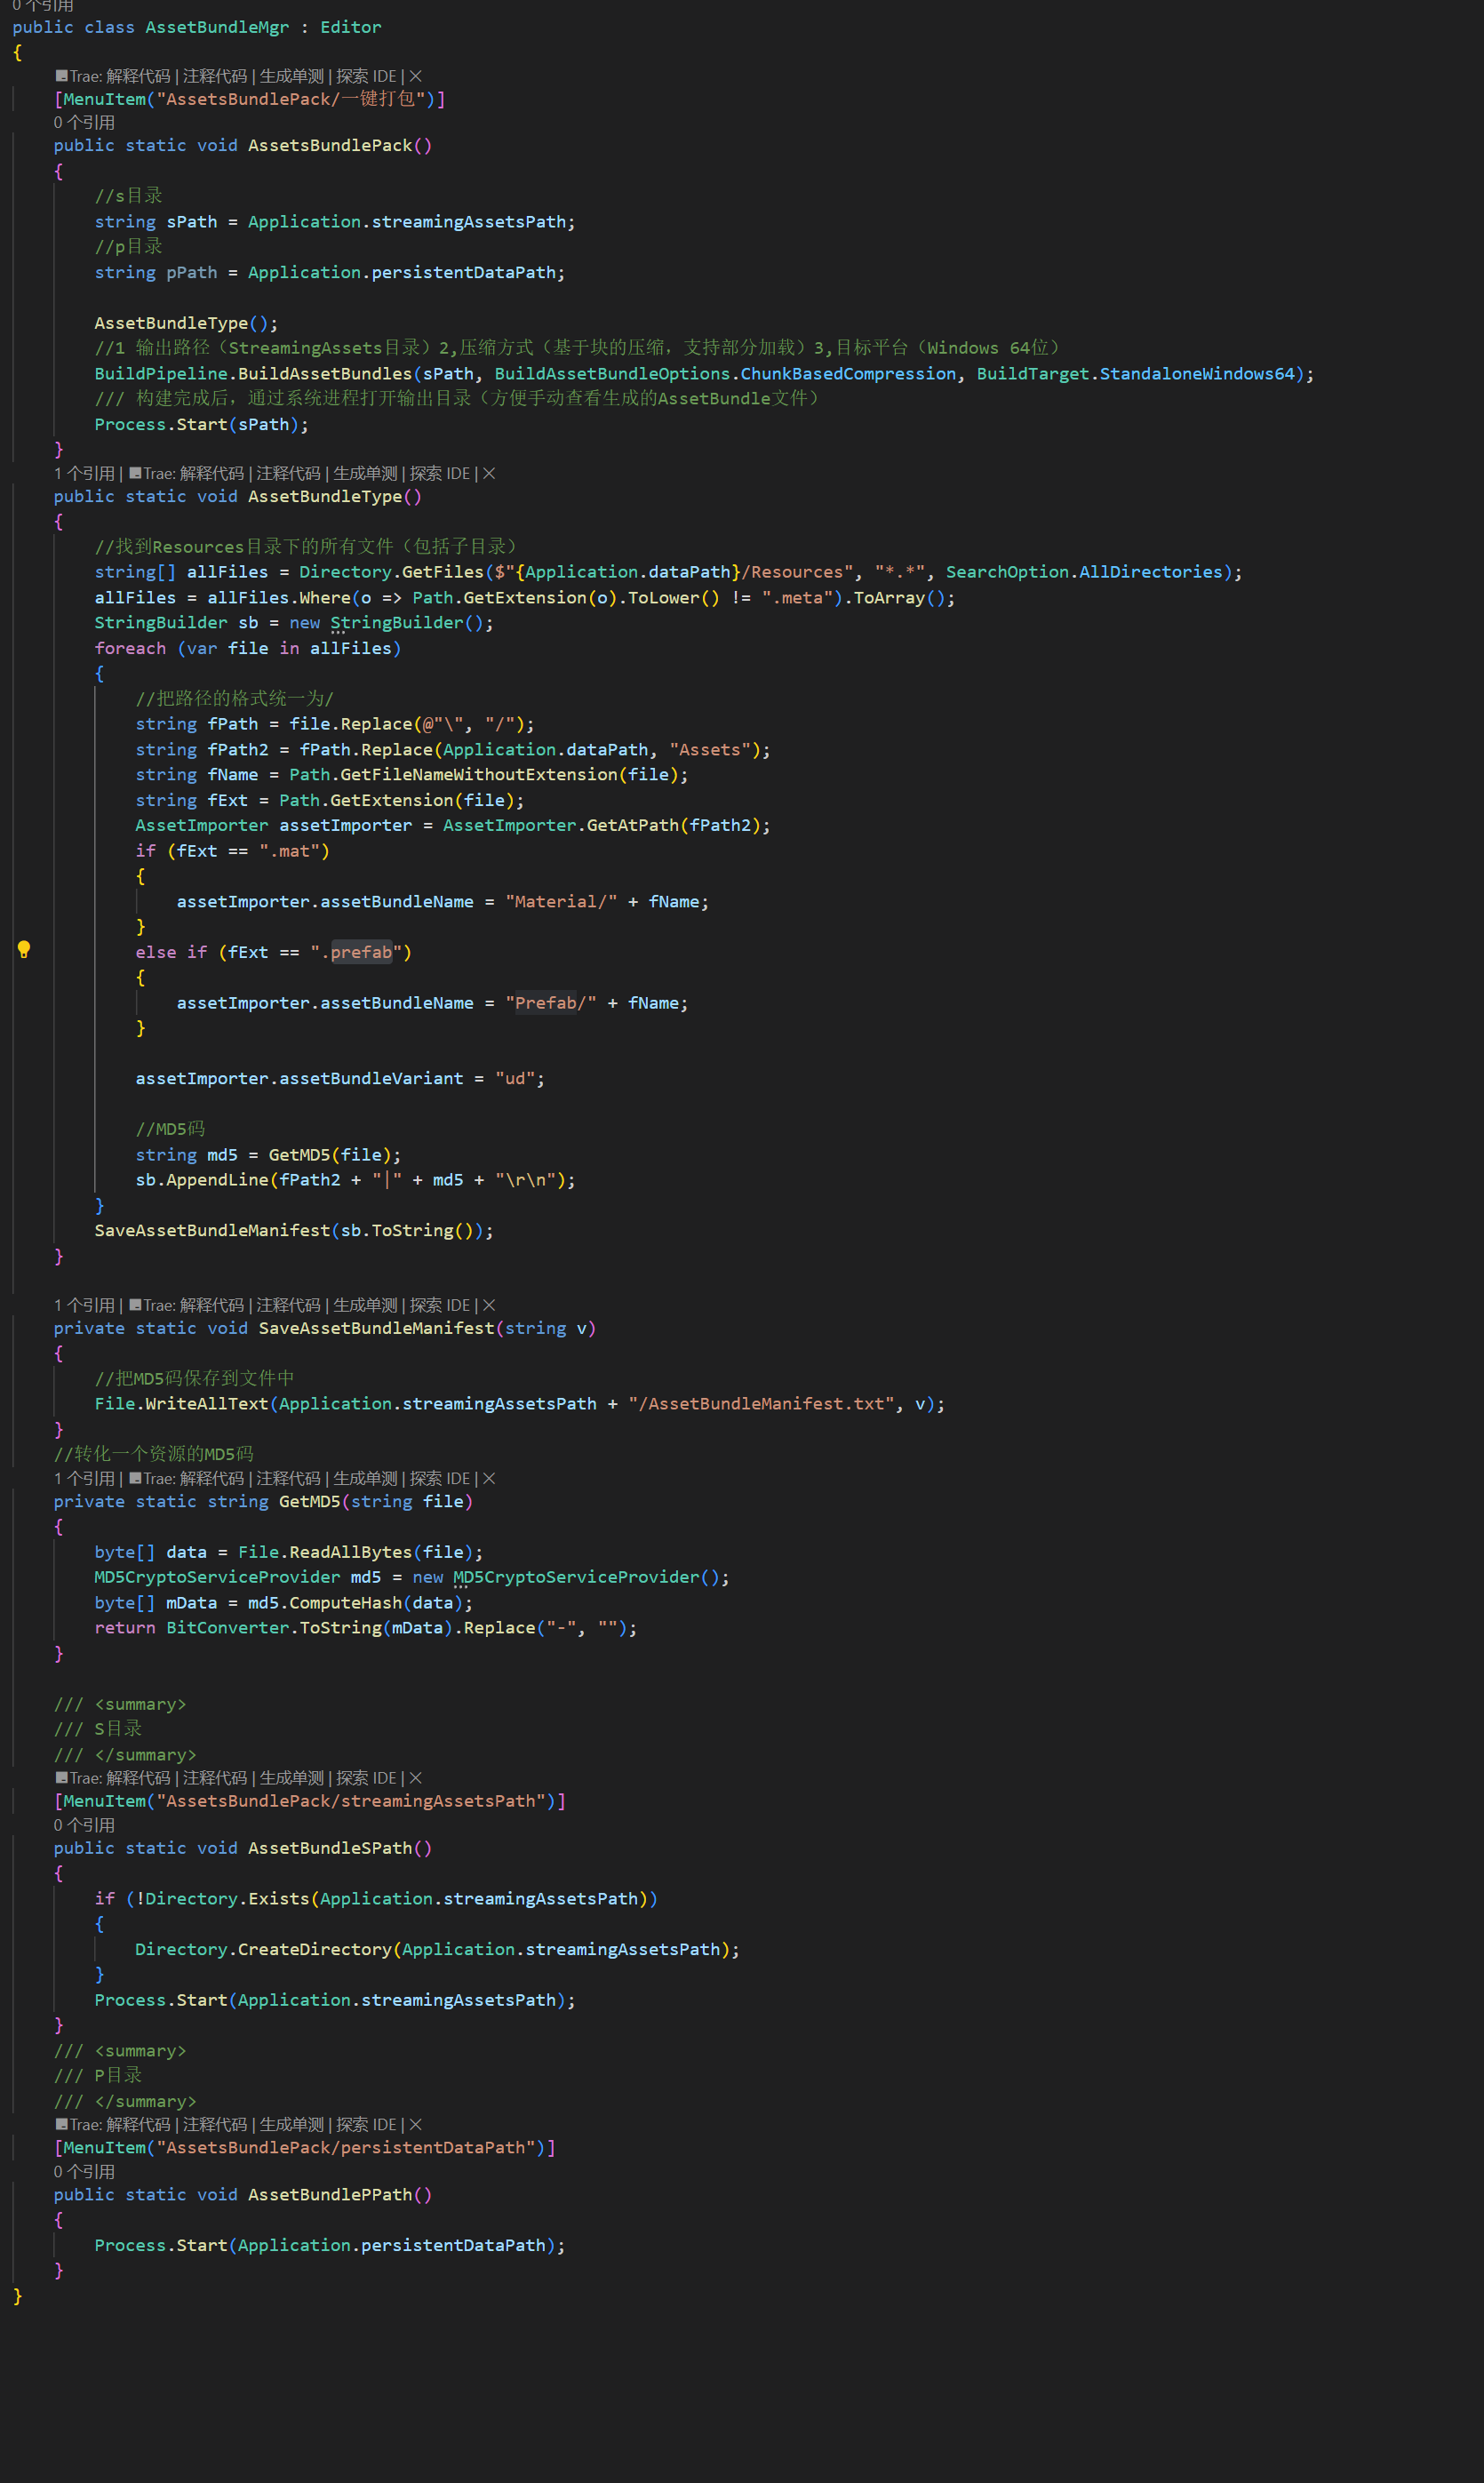 0 个引用
public class AssetBundleMgr : Editor
{
Trae: 解释代码 | 注释代码 | 生成单测 | 探索 IDE | ×
[MenuItem("AssetsBundlePack/一键打包")]
0 个引用
public static void AssetsBundlePack()
{
//s目录
string sPath = Application.streamingAssetsPath;
//p目录
string pPath = Application.persistentDataPath;
AssetBundleType();
//1 输出路径（StreamingAssets目录）2,压缩方式（基于块的压缩，支持部分加载）3,目标平台（Windows 64位）
BuildPipeline.BuildAssetBundles(sPath, BuildAssetBundleOptions.ChunkBasedCompression, BuildTarget.StandaloneWindows64);
/// 构建完成后，通过系统进程打开输出目录（方便手动查看生成的AssetBundle文件）
Process.Start(sPath);
}
1 个引用 | Trae: 解释代码 | 注释代码 | 生成单测 | 探索 IDE | ×
public static void AssetBundleType()
{
//找到Resources目录下的所有文件（包括子目录）
string[] allFiles = Directory.GetFiles($"{Application.dataPath}/Resources", "*.*", SearchOption.AllDirectories);
allFiles = allFiles.Where(o => Path.GetExtension(o).ToLower() != ".meta").ToArray();
StringBuilder sb = new StringBuilder();
foreach (var file in allFiles)
{
//把路径的格式统一为/
string fPath = file.Replace(@"\", "/");
string fPath2 = fPath.Replace(Application.dataPath, "Assets");
string fName = Path.GetFileNameWithoutExtension(file);
string fExt = Path.GetExtension(file);
AssetImporter assetImporter = AssetImporter.GetAtPath(fPath2);
if (fExt == ".mat")
{
assetImporter.assetBundleName = "Material/" + fName;
}
else if (fExt == ".prefab")
{
assetImporter.assetBundleName = "Prefab/" + fName;
}
assetImporter.assetBundleVariant = "ud";
//MD5码
string md5 = GetMD5(file);
sb.AppendLine(fPath2 + "|" + md5 + "\r\n");
}
SaveAssetBundleManifest(sb.ToString());
}
1 个引用 | Trae: 解释代码 | 注释代码 | 生成单测 | 探索 IDE | ×
private static void SaveAssetBundleManifest(string v)
{
//把MD5码保存到文件中
File.WriteAllText(Application.streamingAssetsPath + "/AssetBundleManifest.txt", v);
}
//转化一个资源的MD5码
1 个引用 | Trae: 解释代码 | 注释代码 | 生成单测 | 探索 IDE | ×
private static string GetMD5(string file)
{
byte[] data = File.ReadAllBytes(file);
MD5CryptoServiceProvider md5 = new MD5CryptoServiceProvider();
byte[] mData = md5.ComputeHash(data);
return BitConverter.ToString(mData).Replace("-", "");
}
/// <summary>
/// S目录
/// </summary>
Trae: 解释代码 | 注释代码 | 生成单测 | 探索 IDE | ×
[MenuItem("AssetsBundlePack/streamingAssetsPath")]
0 个引用
public static void AssetBundleSPath()
{
if (!Directory.Exists(Application.streamingAssetsPath))
{
Directory.CreateDirectory(Application.streamingAssetsPath);
}
Process.Start(Application.streamingAssetsPath);
}
/// <summary>
/// P目录
/// </summary>
Trae: 解释代码 | 注释代码 | 生成单测 | 探索 IDE | ×
[MenuItem("AssetsBundlePack/persistentDataPath")]
0 个引用
public static void AssetBundlePPath()
{
Process.Start(Application.persistentDataPath);
}
}